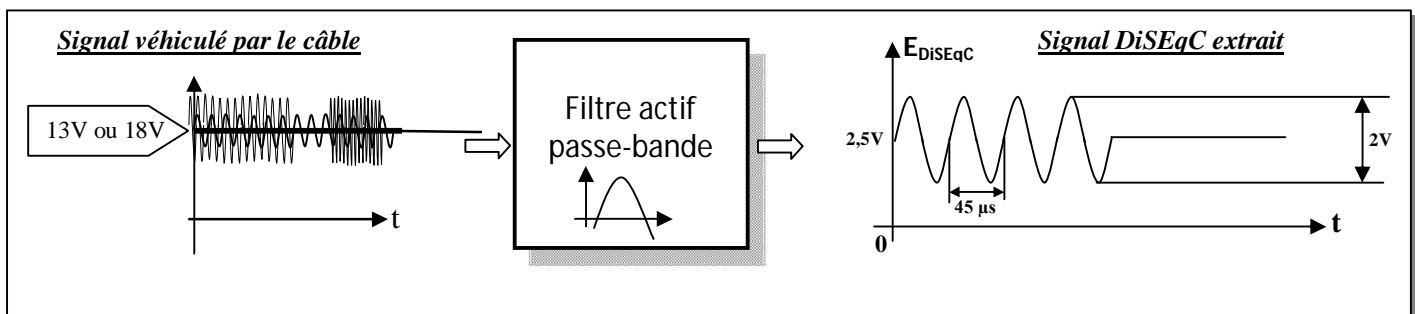 Signal véhiculé par le câble
13V ou 18V
t
Filtre actif
passe-bande
Signal DiSEqC extrait
EDiSEqC
2,5V
2V
45 µs
t
0